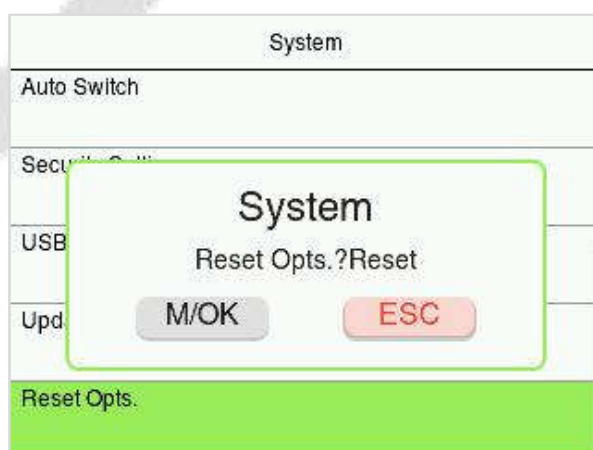 System
Auto Switch
System
Reset Opts.?Reset
USB
M/OK ESC
Reset Opts.